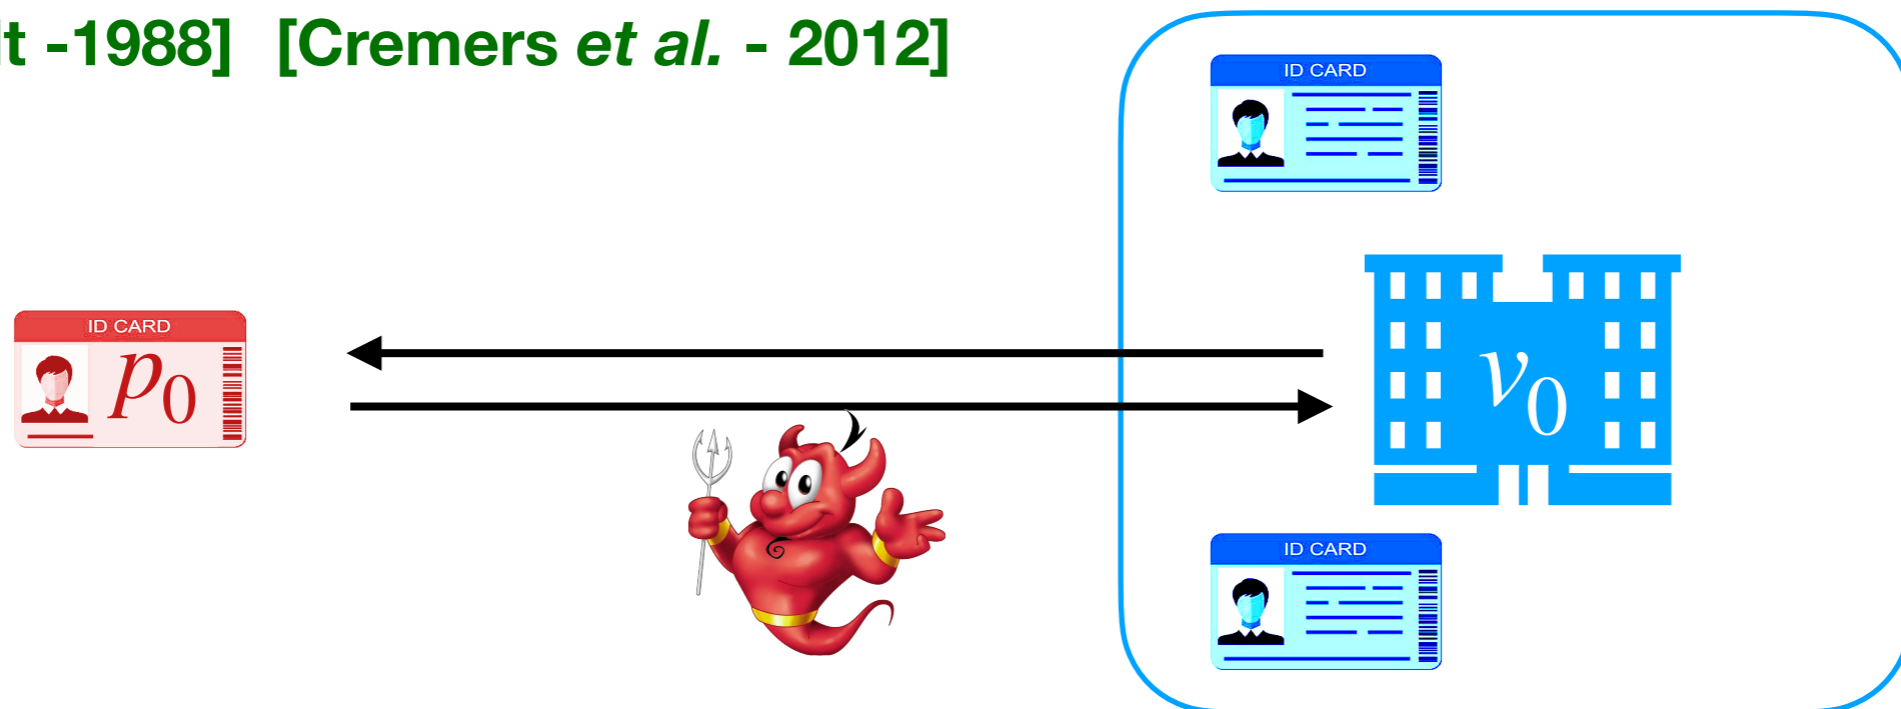 -1988] [Cremers et al. - 2012]
ID CARD
ID CARD
p0
v0
ID CARD